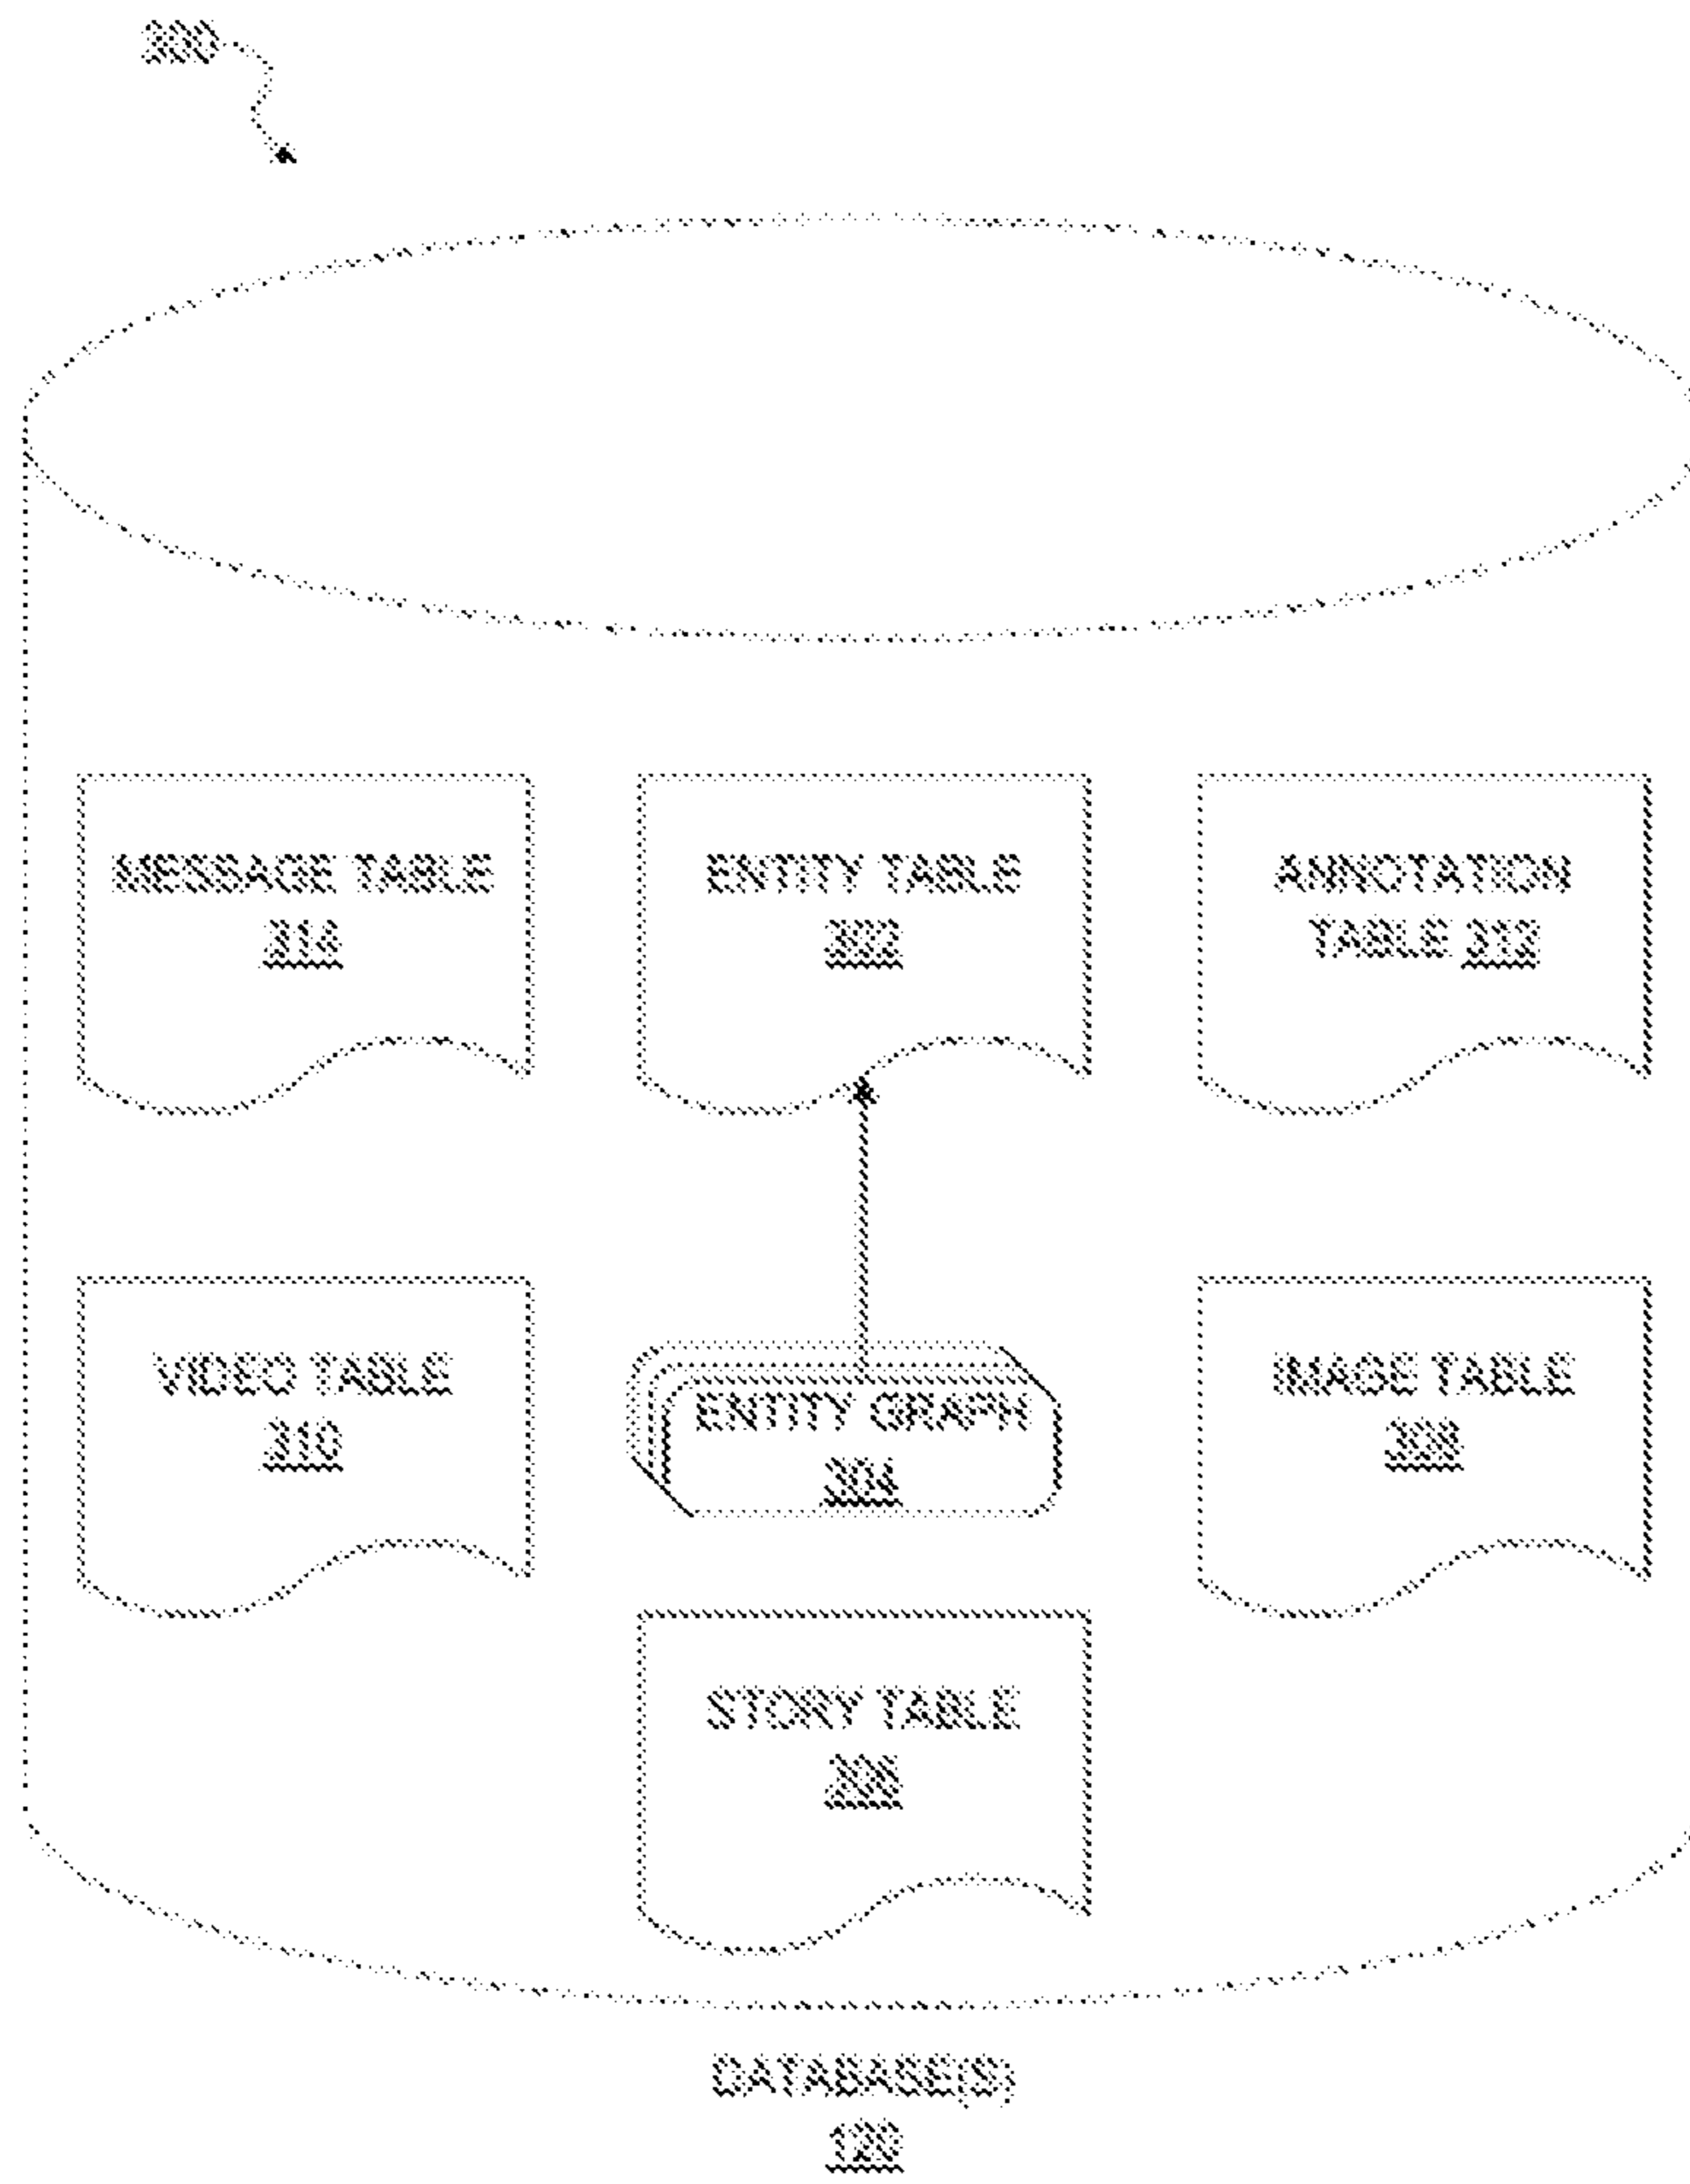 300
MESSAGE TABLE
314
ENTITY TABLE
302
ANNOTATION
TABLE 312
VIDEO TABLE
310
ENTITY GRAPH
304
IMAGE TABLE
308
STORY TABLE
306
DATABASE(S)
120